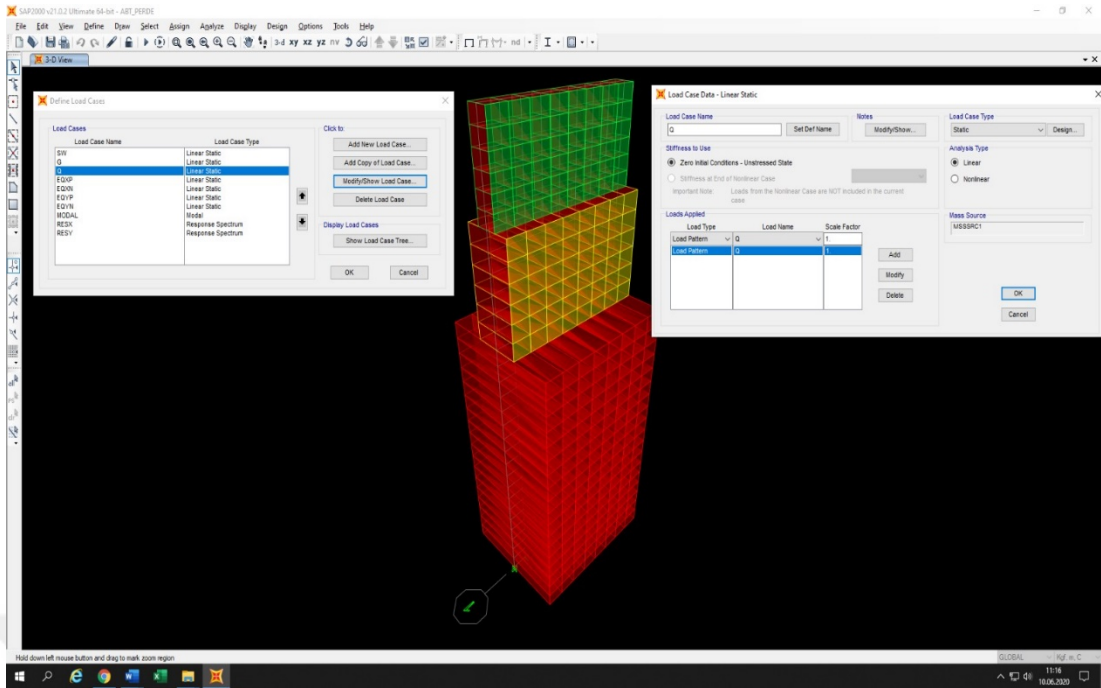 SAP2000 v21.0.2 Ultimate 64-bit - ABT_PERDE
File Edit View Define Draw Select Assign Analyze Display Design Options Tools Help
3-d xy xz yz nv nd
3-D View
Define Load Cases
Load Cases
Load Case Name Load Case Type
SW Linear Static
G Linear Static
Q Linear Static
EQXP Linear Static
EQXN Linear Static
EQYP Linear Static
EQYN Linear Static
MODAL Modal
RESX Response Spectrum
RESY Response Spectrum
Click to:
Add New Load Case...
Add Copy of Load Case...
Modify/Show Load Case...
Delete Load Case
Display Load Cases
Show Load Case Tree...
OK Cancel
Load Case Data - Linear Static
Load Case Name
Q Set Def Name
Notes
Modify/Show...
Load Case Type
Static Design...
Stiffness to Use
Zero Initial Conditions - Unstressed State
Stiffness at End of Nonlinear Case
Important Note: Loads from the Nonlinear Case are NOT included in the current
case
Analysis Type
Linear
Nonlinear
Loads Applied
Load Type Load Name Scale Factor
Load Pattern Q 1.
Load Pattern Q 1.
Add
Modify
Delete
Mass Source
MSSSRC1
OK
Cancel
Hold down left mouse button and drag to mark zoom region
GLOBAL Kgf, m, C
11:16
10.06.2020